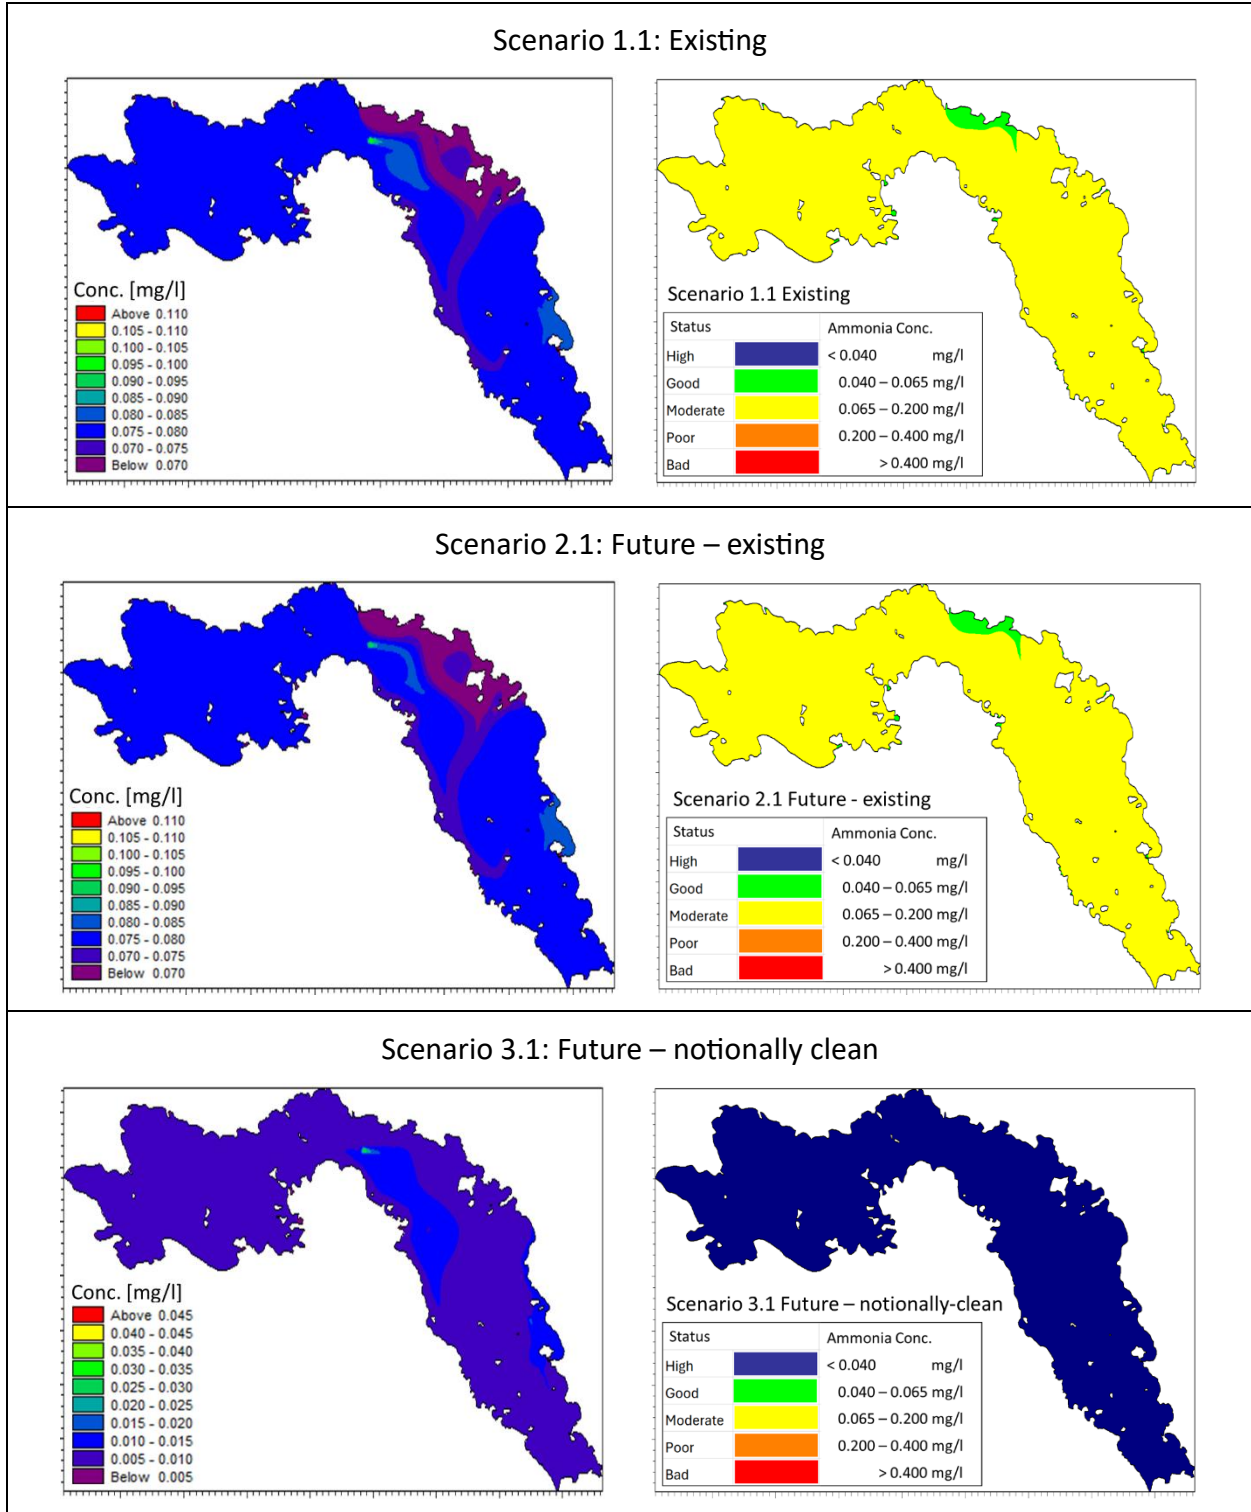 Scenario 1.1: Existing
Conc. [mg/l]
Above 0.110
0.105 - 0.110
0.100 - 0.105
0.095 - 0.100
0.090 - 0.095
0.085 - 0.090
0.080 - 0.085
0.075 - 0.080
0.070 - 0.075
Below 0.070
Scenario 1.1 Existing
Status Ammonia Conc.
High < 0.040 mg/l
Good 0.040 – 0.065 mg/l
Moderate 0.065 – 0.200 mg/l
Poor 0.200 – 0.400 mg/l
Bad > 0.400 mg/l
Scenario 2.1: Future – existing
Conc. [mg/l]
Above 0.110
0.105 - 0.110
0.100 - 0.105
0.095 - 0.100
0.090 - 0.095
0.085 - 0.090
0.080 - 0.085
0.075 - 0.080
0.070 - 0.075
Below 0.070
Scenario 2.1 Future - existing
Status Ammonia Conc.
High < 0.040 mg/l
Good 0.040 – 0.065 mg/l
Moderate 0.065 – 0.200 mg/l
Poor 0.200 – 0.400 mg/l
Bad > 0.400 mg/l
Scenario 3.1: Future – notionally clean
Conc. [mg/l]
Above 0.045
0.040 - 0.045
0.035 - 0.040
0.030 - 0.035
0.025 - 0.030
0.020 - 0.025
0.015 - 0.020
0.010 - 0.015
0.005 - 0.010
Below 0.005
Scenario 3.1 Future – notionally-clean
Status Ammonia Conc.
High < 0.040 mg/l
Good 0.040 – 0.065 mg/l
Moderate 0.065 – 0.200 mg/l
Poor 0.200 – 0.400 mg/l
Bad > 0.400 mg/l